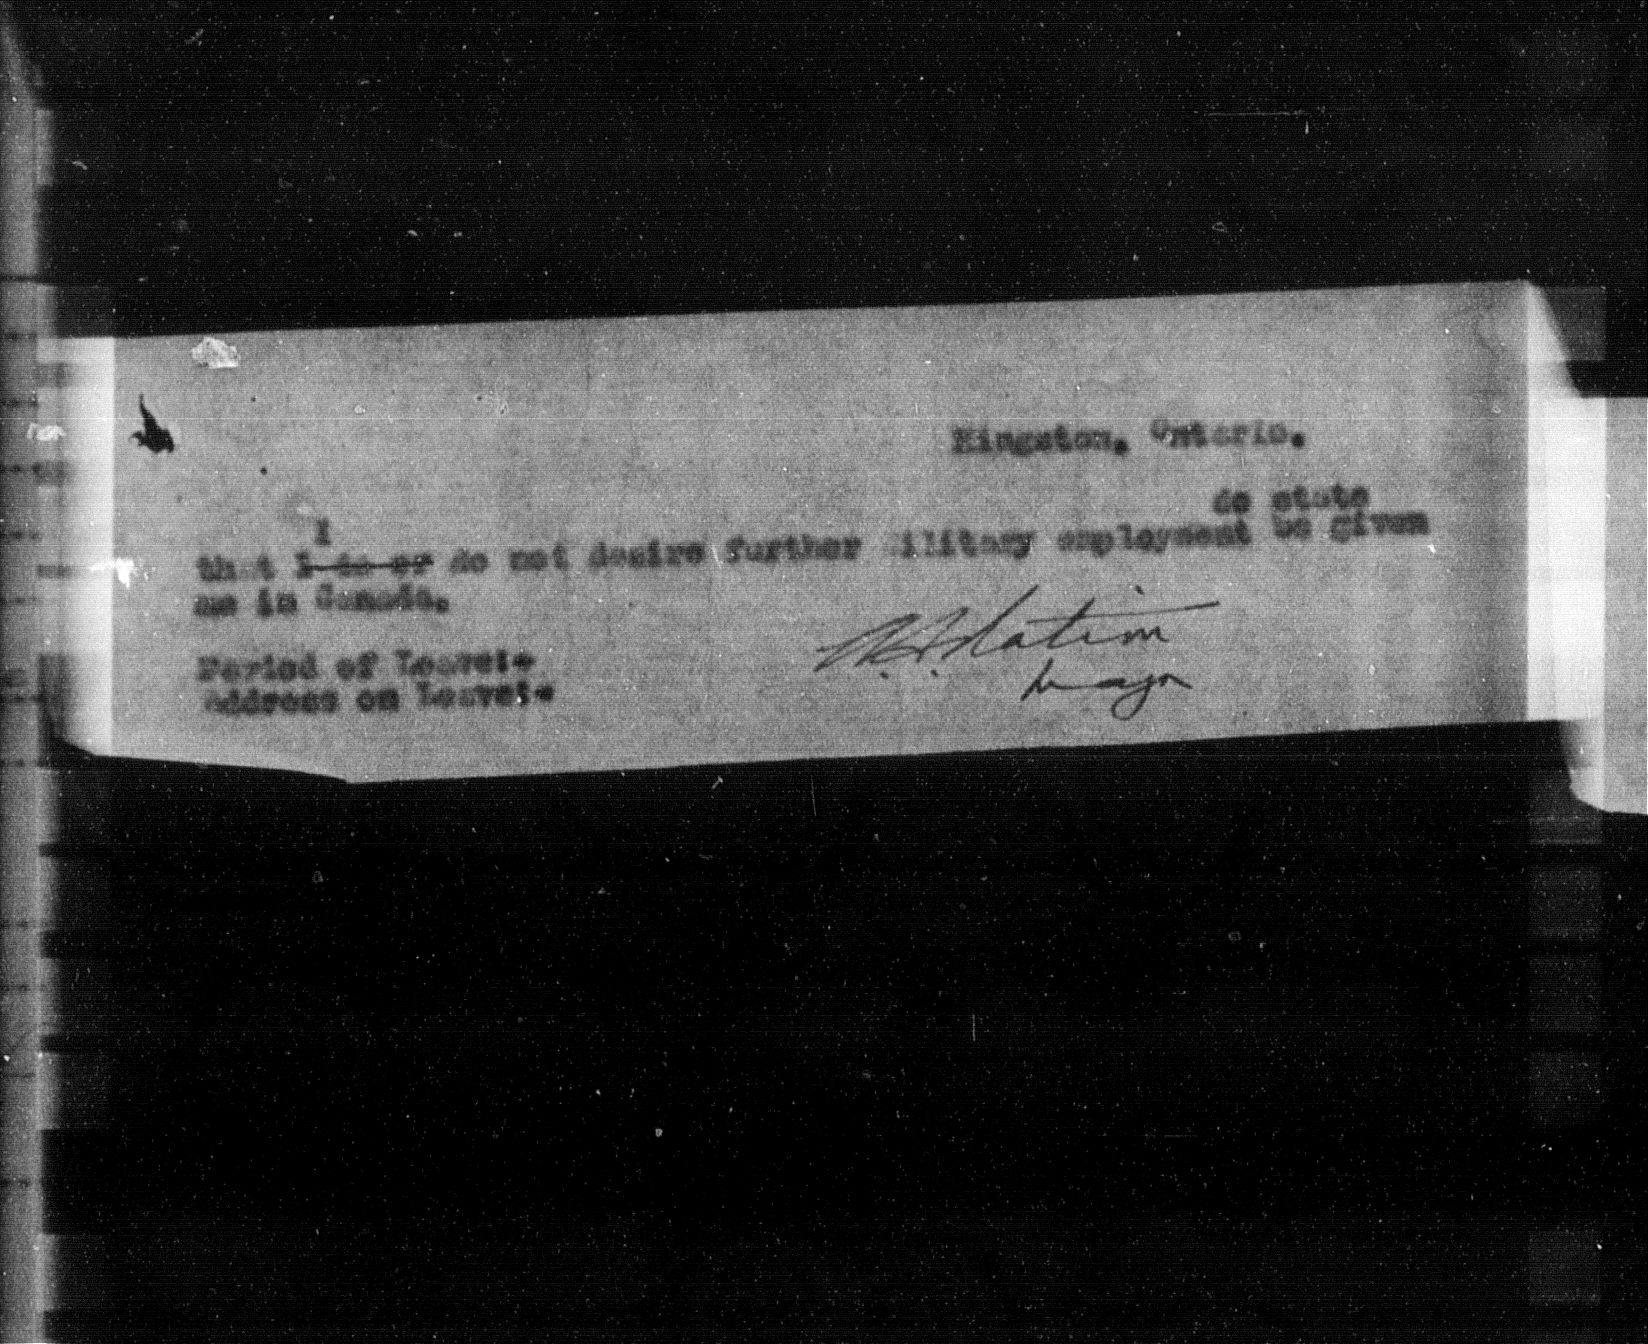 Kingston, Ontario.
do state
I
that I do or do not desire further military employment be given
me in Canada.
Period of Leave:-
Address on Leave:-
Major